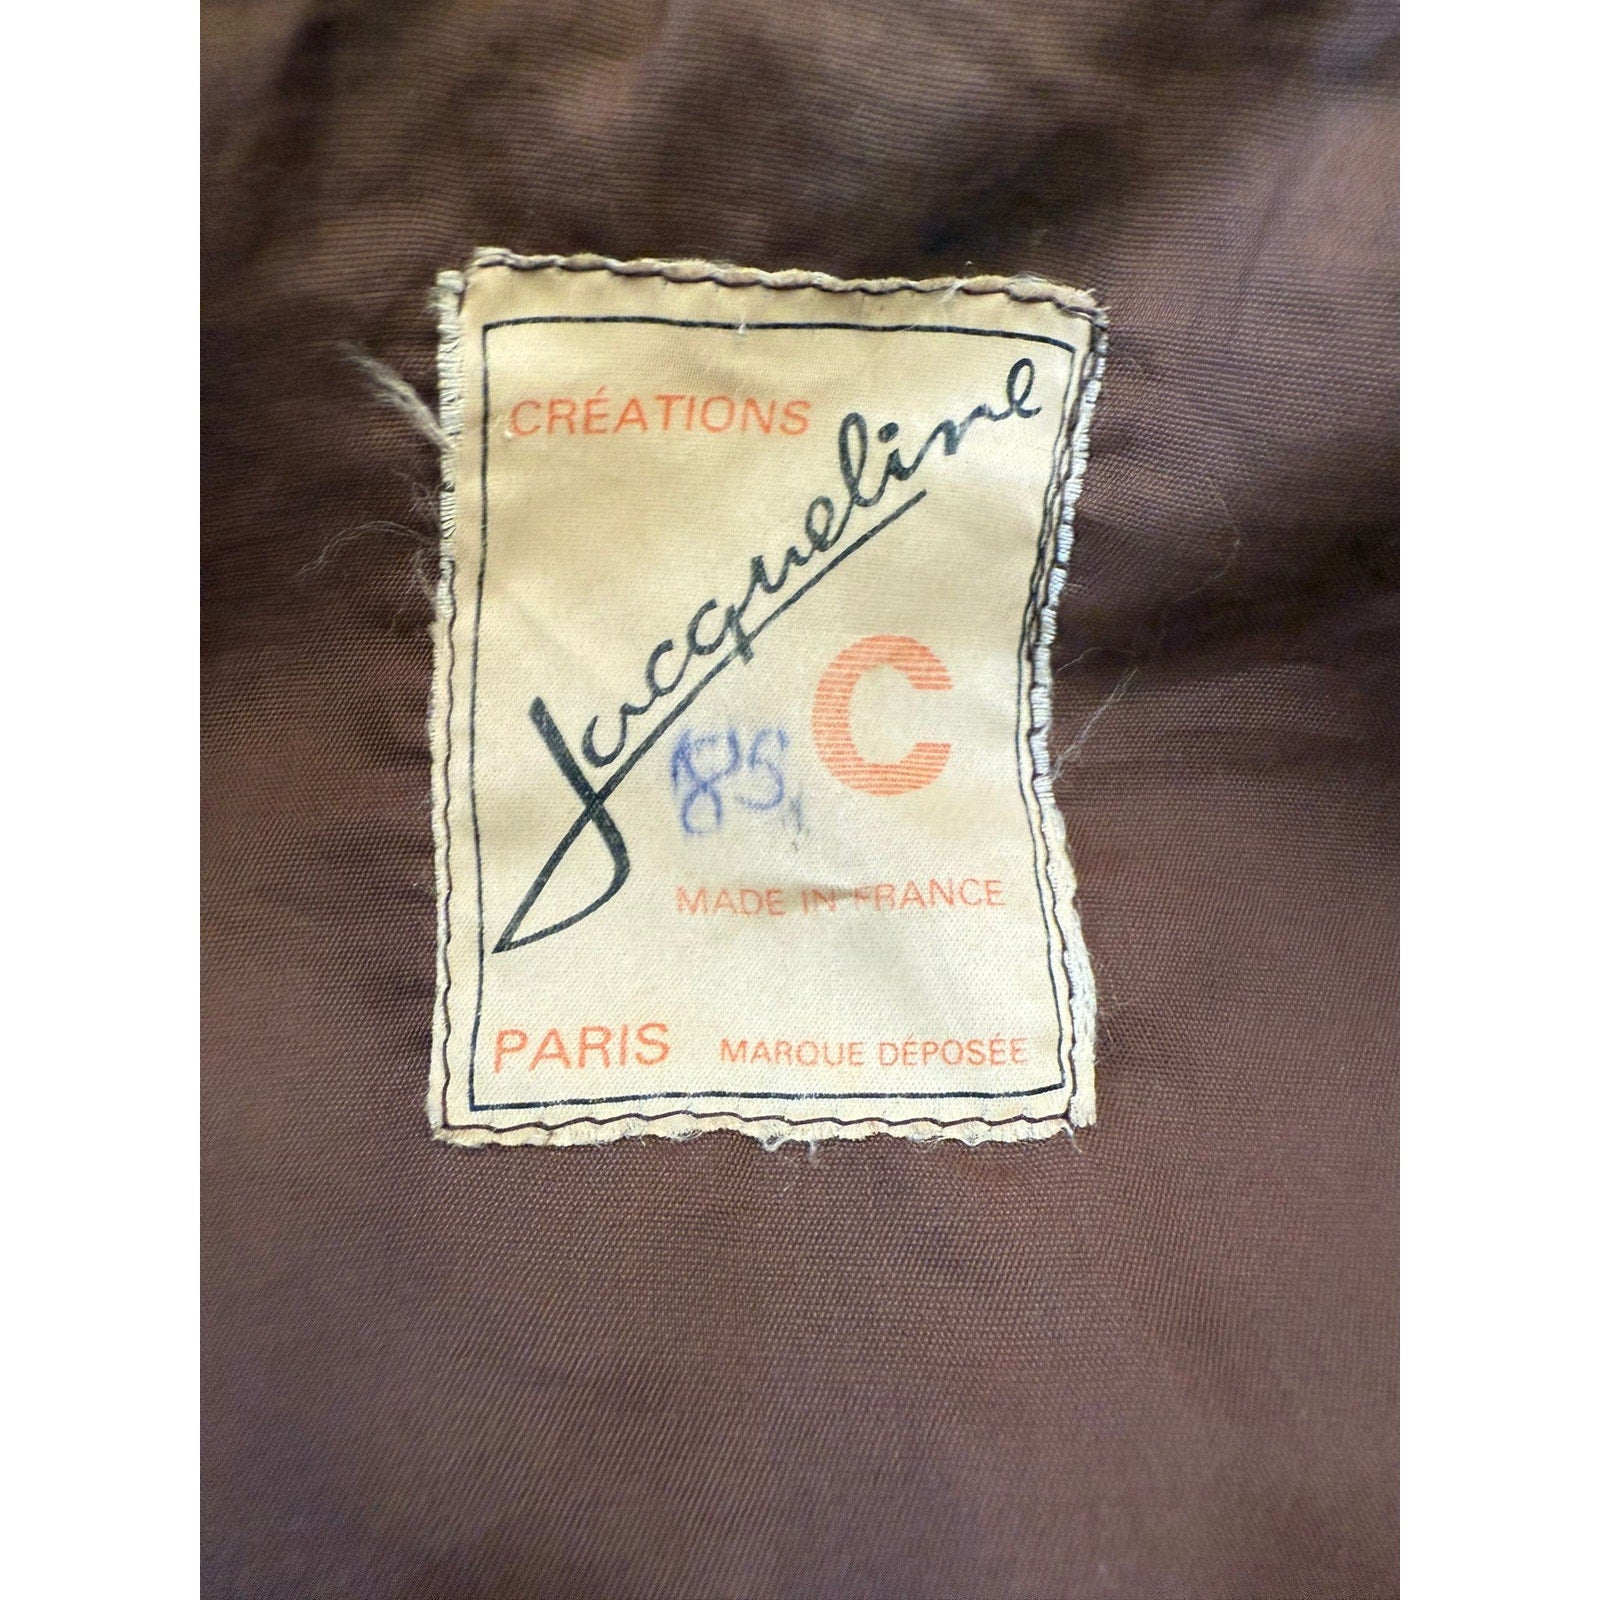 CRÉATIONS
Jacqueline
C
85
MADE IN FRANCE
PARIS MARQUE DÉPOSÉE